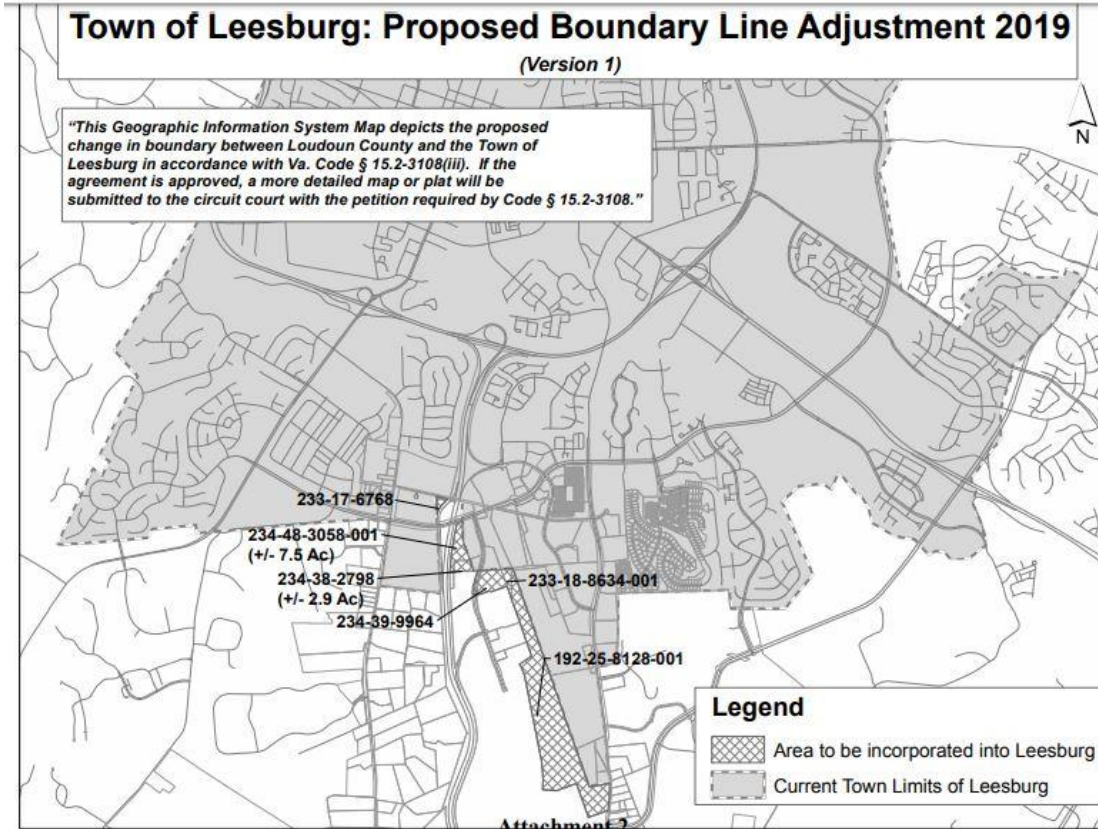 Town of Leesburg: Proposed Boundary Line Adjustment 2019
(Version 1)
“This Geographic Information System Map depicts the proposed
change in boundary between Loudoun County and the Town of
Leesburg in accordance with Va. Code § 15.2-3108(iii). If the
agreement is approved, a more detailed map or plat will be
submitted to the circuit court with the petition required by Code § 15.2-3108.”
N
233-17-6768
234-48-3058-001
(+/- 7.5 Ac)
234-38-2798
(+/- 2.9 Ac)
233-18-8634-001
234-39-9964
192-25-8128-001
Legend
Area to be incorporated into Leesburg
Current Town Limits of Leesburg
Attachment 2